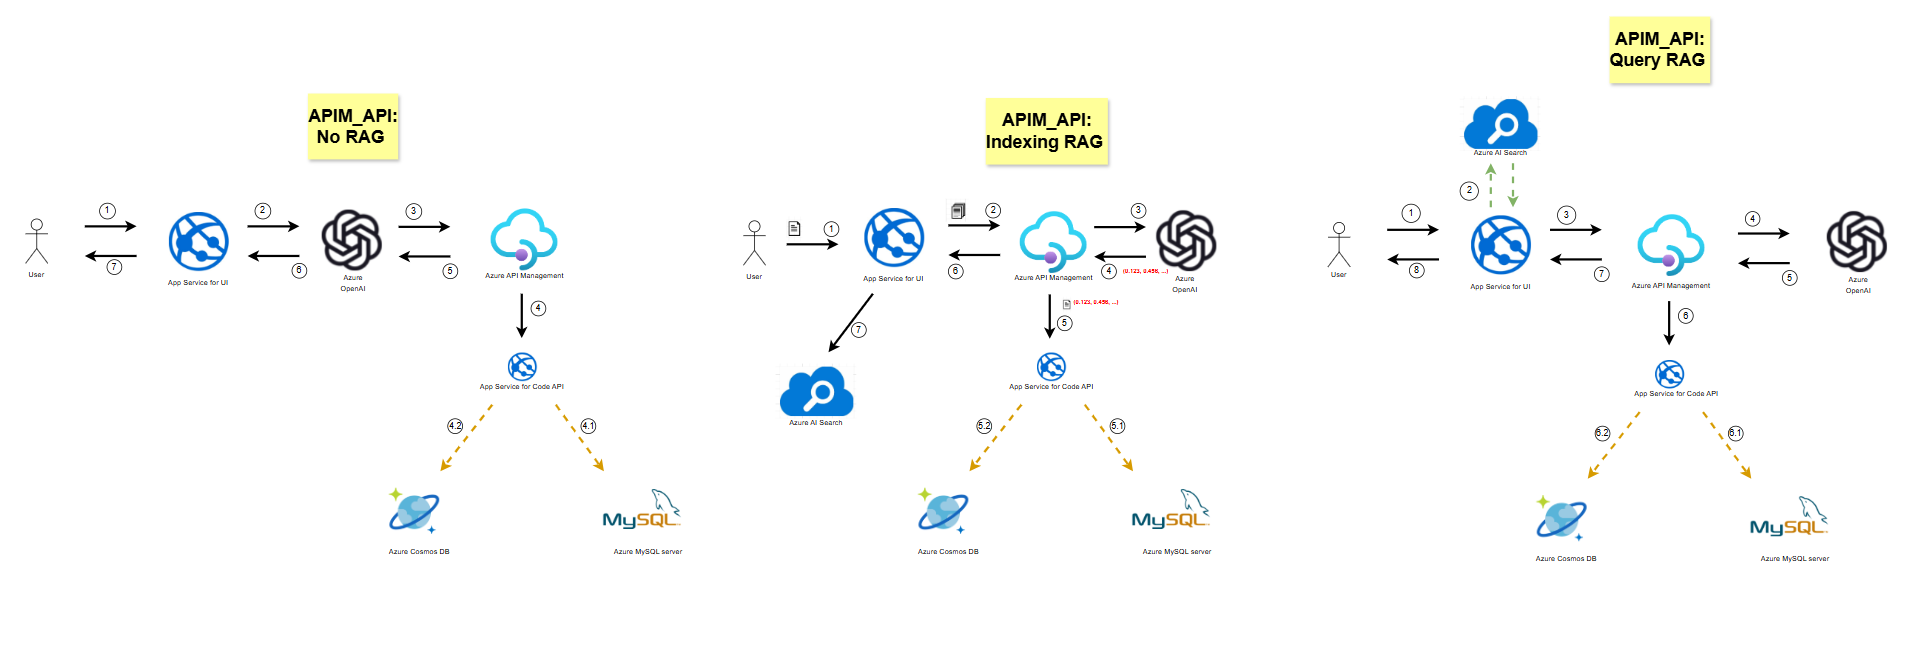 APIM_API:
No RAG
1
2
3
7
6
5
User
App Service for UI
Azure
OpenAI
Azure API Management
4
App Service for Code API
4.2
4.1
MySQL
Azure Cosmos DB
Azure MySQL server
APIM_API:
Indexing RAG
1
2
3
6
4
(0.123, 0.456, ...)
User
App Service for UI
Azure API Management
Azure
OpenAI
(0.123, 0.456, ...)
5
7
App Service for Code API
Azure AI Search
5.2
5.1
MySQL
Azure Cosmos DB
Azure MySQL server
APIM_API:
Query RAG
Azure AI Search
2
1
3
4
8
7
5
User
App Service for UI
Azure API Management
Azure
OpenAI
6
App Service for Code API
6.2
6.1
MySQL
Azure Cosmos DB
Azure MySQL server